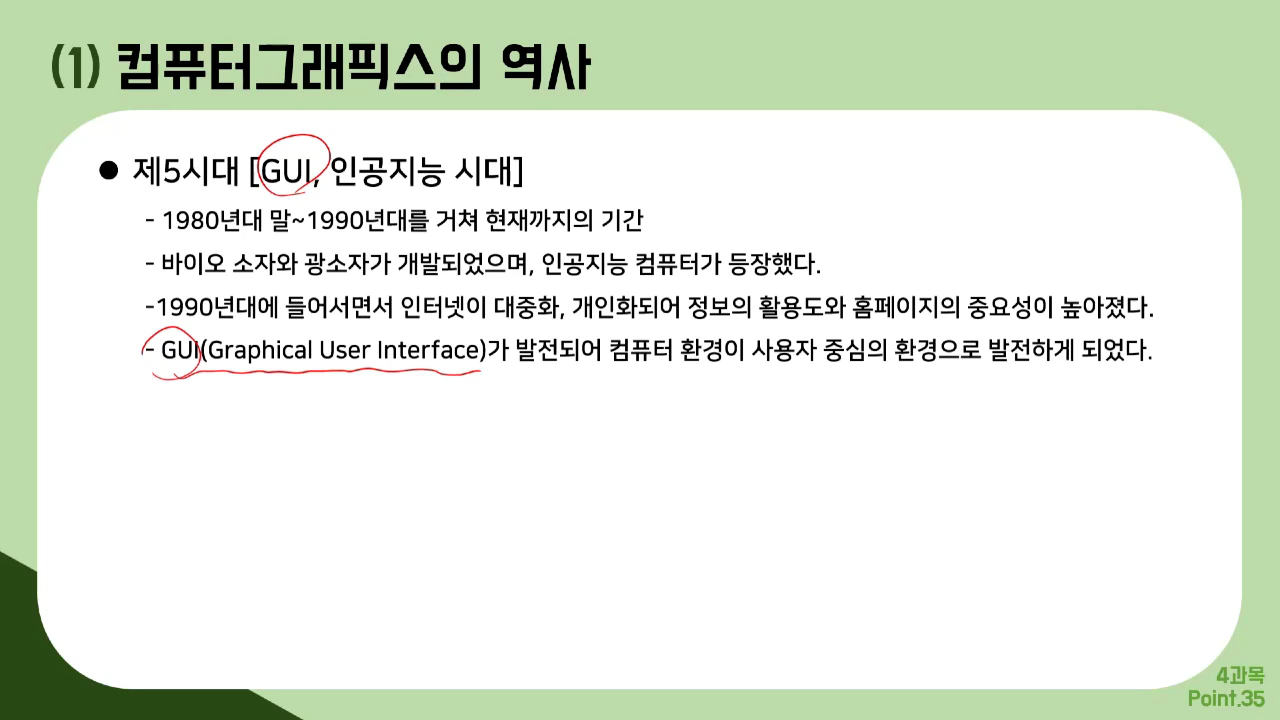 (1) 컴퓨터그래픽스의 역사
● 제5시대 [GUI, 인공지능 시대]
- 1980년대 말~1990년대를 거쳐 현재까지의 기간
- 바이오 소자와 광소자가 개발되었으며, 인공지능 컴퓨터가 등장했다.
-1990년대에 들어서면서 인터넷이 대중화, 개인화되어 정보의 활용도와 홈페이지의 중요성이 높아졌다.
- GUI(Graphical User Interface)가 발전되어 컴퓨터 환경이 사용자 중심의 환경으로 발전하게 되었다.
4과목
Point.35